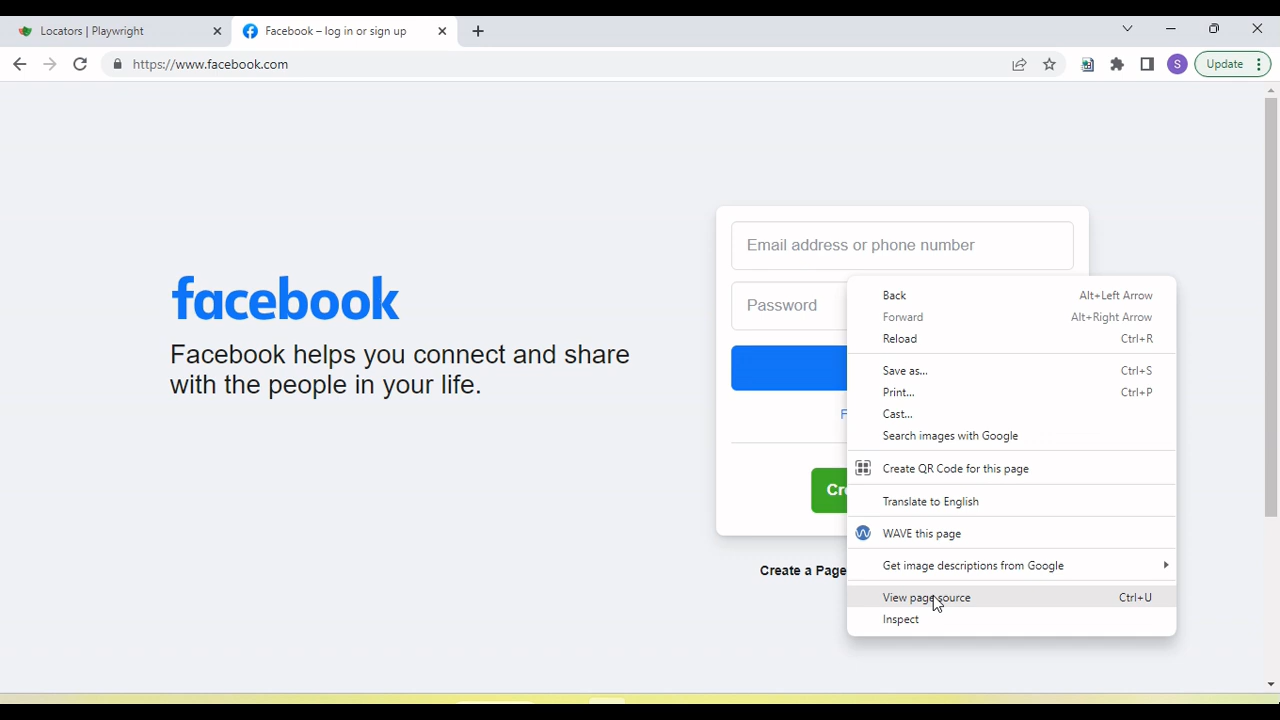 Locators | Playwright
Facebook – log in or sign up
https://www.facebook.com
S
Update
facebook
Facebook helps you connect and share
with the people in your life.
Email address or phone number
Password
Create a Page
Back Alt+Left Arrow
Forward Alt+Right Arrow
Reload Ctrl+R
Save as... Ctrl+S
Print... Ctrl+P
Cast...
Search images with Google
Create QR Code for this page
Translate to English
WAVE this page
Get image descriptions from Google
View page source Ctrl+U
Inspect